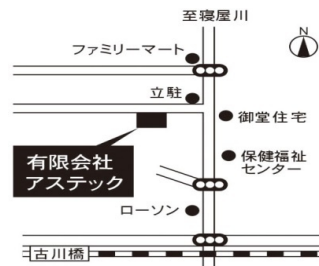 至寝屋川
N
ファミリーマート
立駐
御堂住宅
有限会社
アステック
保健福祉
センター
ローソン
古川橋